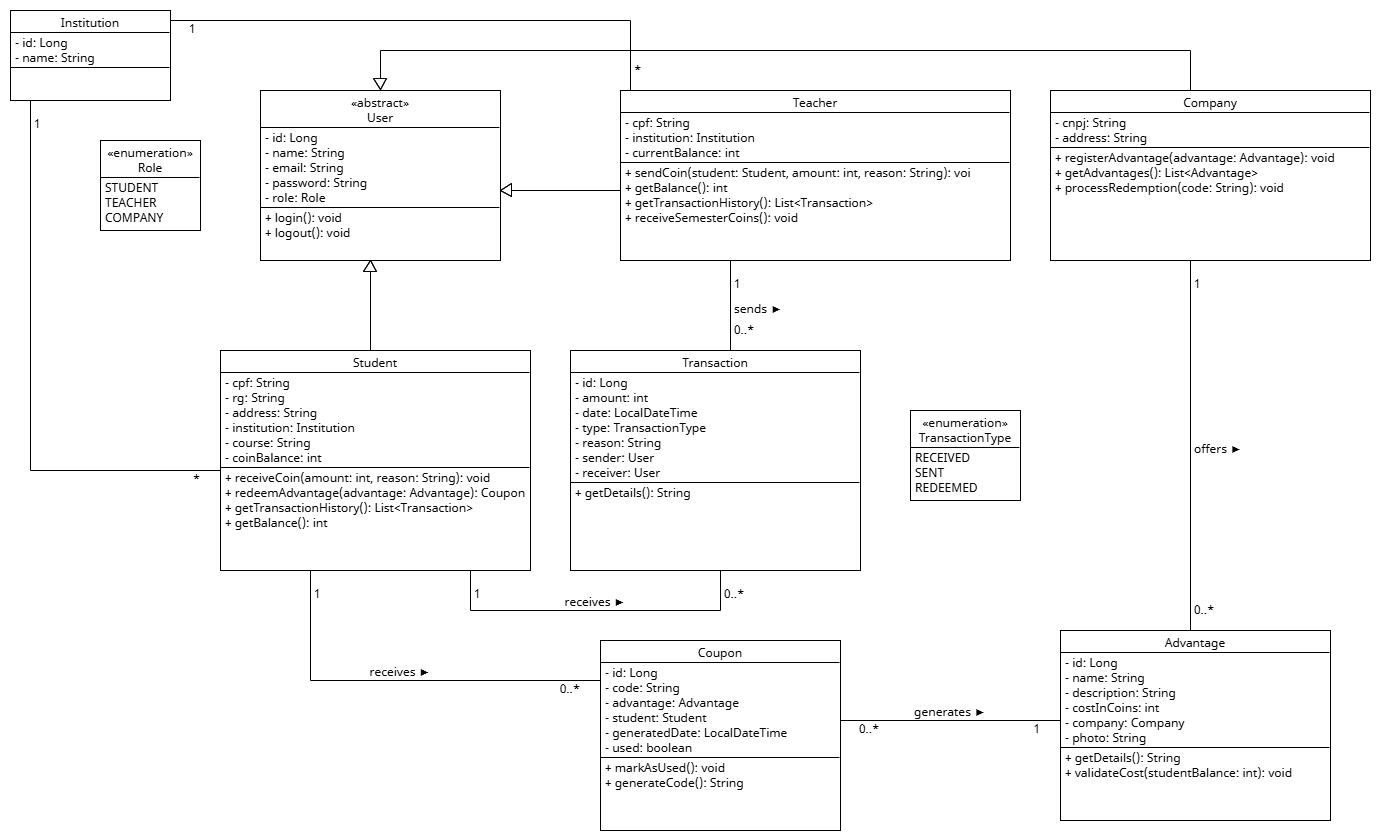 Institution
- id: Long
- name: String
1
*
1
*
«enumeration»
Role
STUDENT
TEACHER
COMPANY
«abstract»
User
- id: Long
- name: String
- email: String
- password: String
- role: Role
+ login(): void
+ logout(): void
Teacher
- cpf: String
- institution: Institution
- currentBalance: int
+ sendCoin(student: Student, amount: int, reason: String): voi
+ getBalance(): int
+ getTransactionHistory(): List<Transaction>
+ receiveSemesterCoins(): void
Company
- cnpj: String
- address: String
+ registerAdvantage(advantage: Advantage): void
+ getAdvantages(): List<Advantage>
+ processRedemption(code: String): void
1
sends ►
0..*
1
offers ►
0..*
Student
- cpf: String
- rg: String
- address: String
- institution: Institution
- course: String
- coinBalance: int
+ receiveCoin(amount: int, reason: String): void
+ redeemAdvantage(advantage: Advantage): Coupon
+ getTransactionHistory(): List<Transaction>
+ getBalance(): int
Transaction
- id: Long
- amount: int
- date: LocalDateTime
- type: TransactionType
- reason: String
- sender: User
- receiver: User
+ getDetails(): String
«enumeration»
TransactionType
RECEIVED
SENT
REDEEMED
1
receives ►
0..*
1
receives ►
0..*
Coupon
- id: Long
- code: String
- advantage: Advantage
- student: Student
- generatedDate: LocalDateTime
- used: boolean
+ markAsUsed(): void
+ generateCode(): String
generates ►
0..*
1
Advantage
- id: Long
- name: String
- description: String
- costInCoins: int
- company: Company
- photo: String
+ getDetails(): String
+ validateCost(studentBalance: int): void